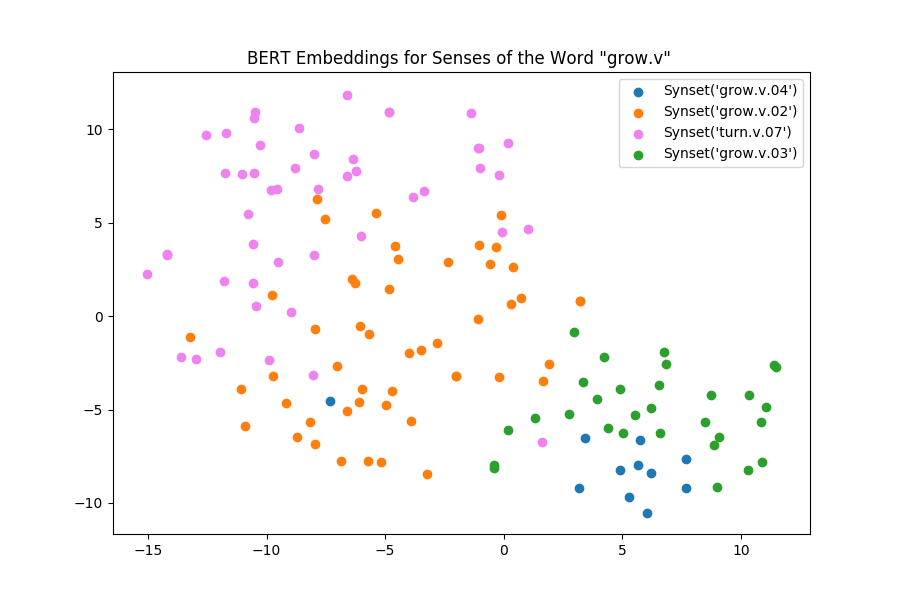 BERT Embeddings for Senses of the Word "grow.v"
Synset('grow.v.04')
Synset('grow.v.02')
Synset('turn.v.07')
Synset('grow.v.03')
10
5
0
−5
−10
−15
−10
−5
0
5
10